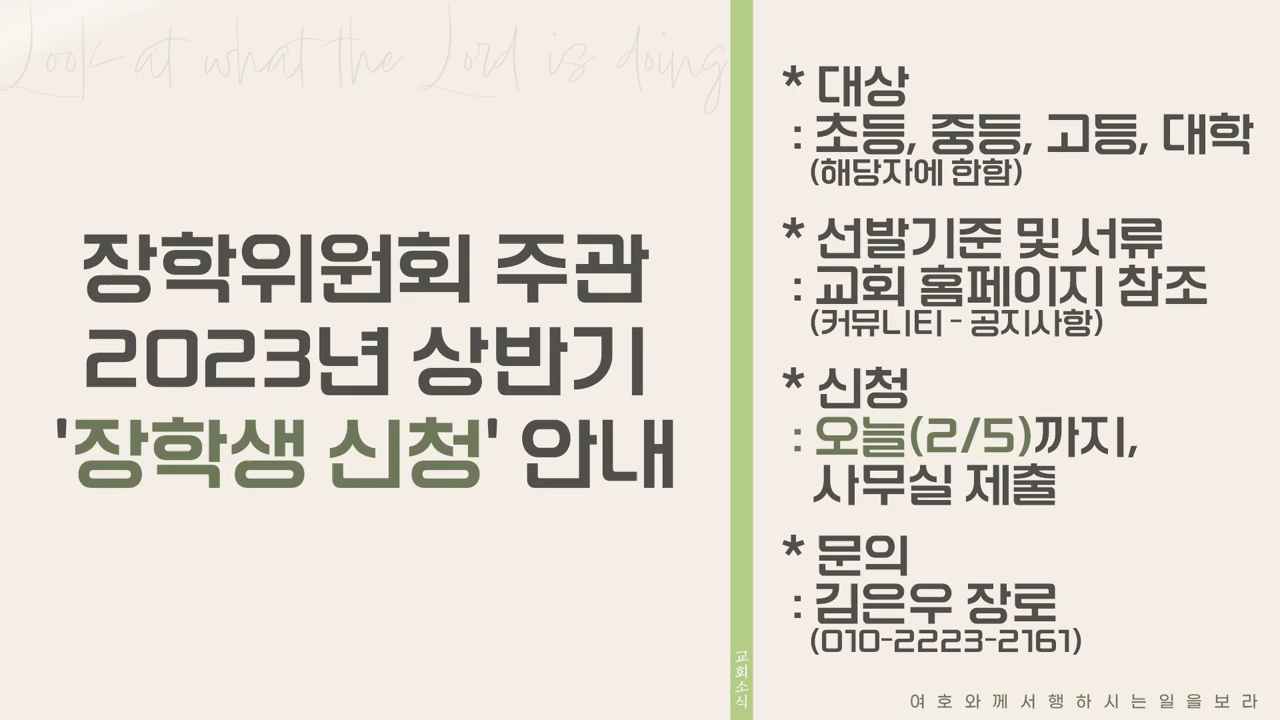 Look at what the Lord is doing
장학위원회 주관
2023년 상반기
'장학생 신청' 안내
* 대상
: 초등, 중등, 고등, 대학
(해당자에 한함)
* 선발기준 및 서류
: 교회 홈페이지 참조
(커뮤니티 - 공지사항)
* 신청
: 오늘(2/5)까지,
사무실 제출
* 문의
: 김은우 장로
(010-2223-2161)
교회소식
여호와께서행하시는일을보라